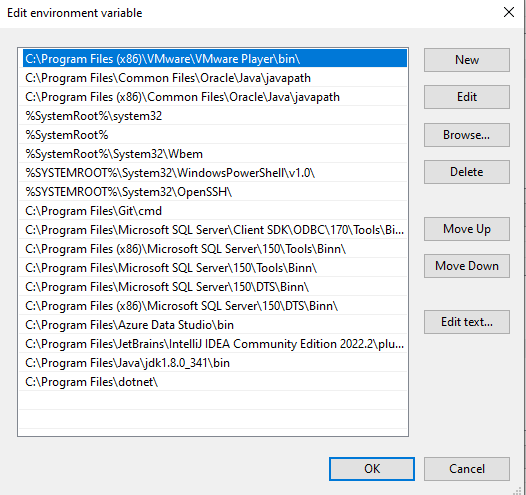 Edit environment variable
C:\Program Files (x86)\VMware\VMware Player\bin\
C:\Program Files\Common Files\Oracle\Java\javapath
C:\Program Files (x86)\Common Files\Oracle\Java\javapath
%SystemRoot%\system32
%SystemRoot%
%SystemRoot%\System32\Wbem
%SYSTEMROOT%\System32\WindowsPowerShell\v1.0\
%SYSTEMROOT%\System32\OpenSSH\
C:\Program Files\Git\cmd
C:\Program Files\Microsoft SQL Server\Client SDK\ODBC\170\Tools\Bi...
C:\Program Files (x86)\Microsoft SQL Server\150\Tools\Binn\
C:\Program Files\Microsoft SQL Server\150\Tools\Binn\
C:\Program Files\Microsoft SQL Server\150\DTS\Binn\
C:\Program Files (x86)\Microsoft SQL Server\150\DTS\Binn\
C:\Program Files\Azure Data Studio\bin
C:\Program Files\JetBrains\IntelliJ IDEA Community Edition 2022.2\plu...
C:\Program Files\Java\jdk1.8.0_341\bin
C:\Program Files\dotnet\
New
Edit
Browse...
Delete
Move Up
Move Down
Edit text...
OK
Cancel